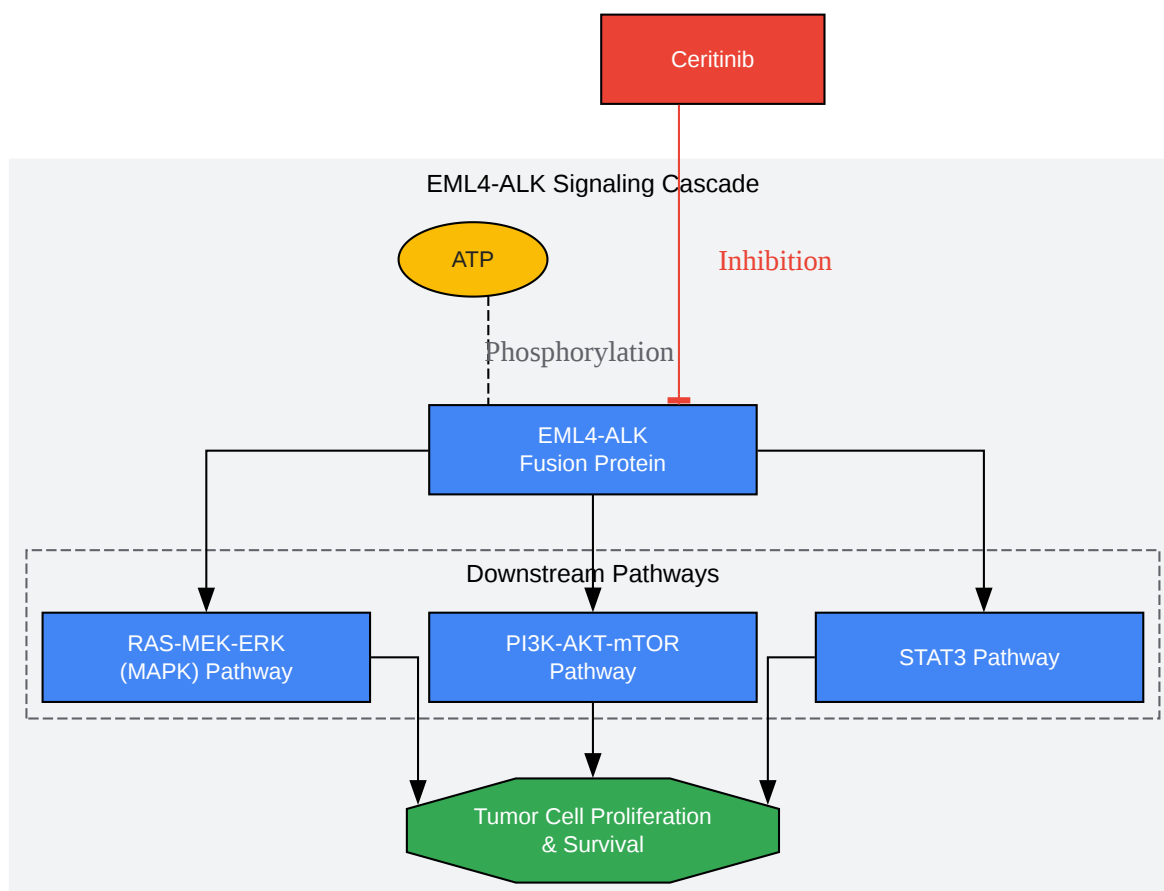 Ceritinib
EML4-ALK Signaling Cascade
ATP
Inhibition
Phosphorylation
EML4-ALK
Fusion Protein
Downstream Pathways
RAS-MEK-ERK
(MAPK) Pathway
PI3K-AKT-mTOR
Pathway
STAT3 Pathway
Tumor Cell Proliferation
& Survival